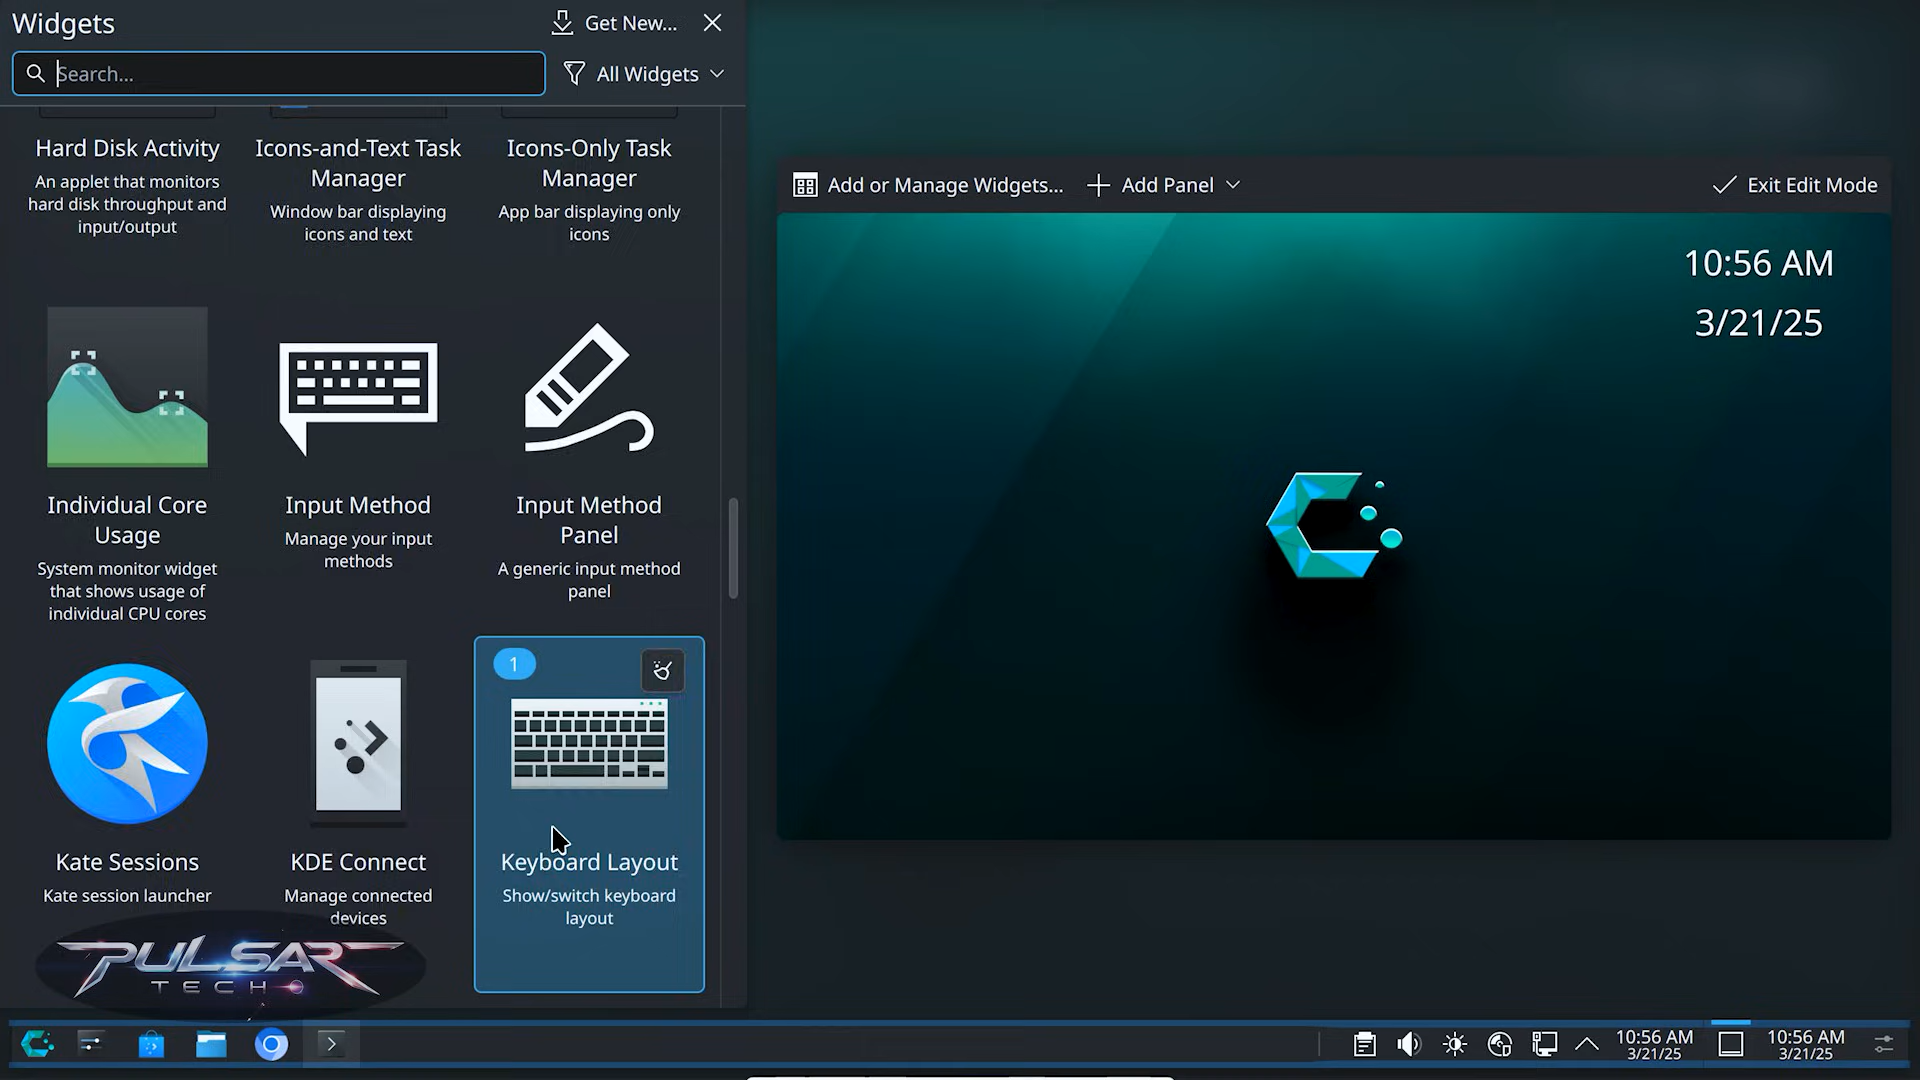 Widgets
Get New...
Search...
All Widgets
Hard Disk Activity
An applet that monitors
hard disk throughput and
input/output
Icons-and-Text Task
Manager
Window bar displaying
icons and text
Icons-Only Task
Manager
App bar displaying only
icons
Individual Core
Usage
System monitor widget
that shows usage of
individual CPU cores
Input Method
Manage your input
methods
Input Method
Panel
A generic input method
panel
Kate Sessions
Kate session launcher
KDE Connect
Manage connected
devices
1
Keyboard Layout
Show/switch keyboard
layout
PULSAR
TECH
Add or Manage Widgets...
Add Panel
Exit Edit Mode
10:56 AM
3/21/25
10:56 AM
3/21/25
10:56 AM
3/21/25